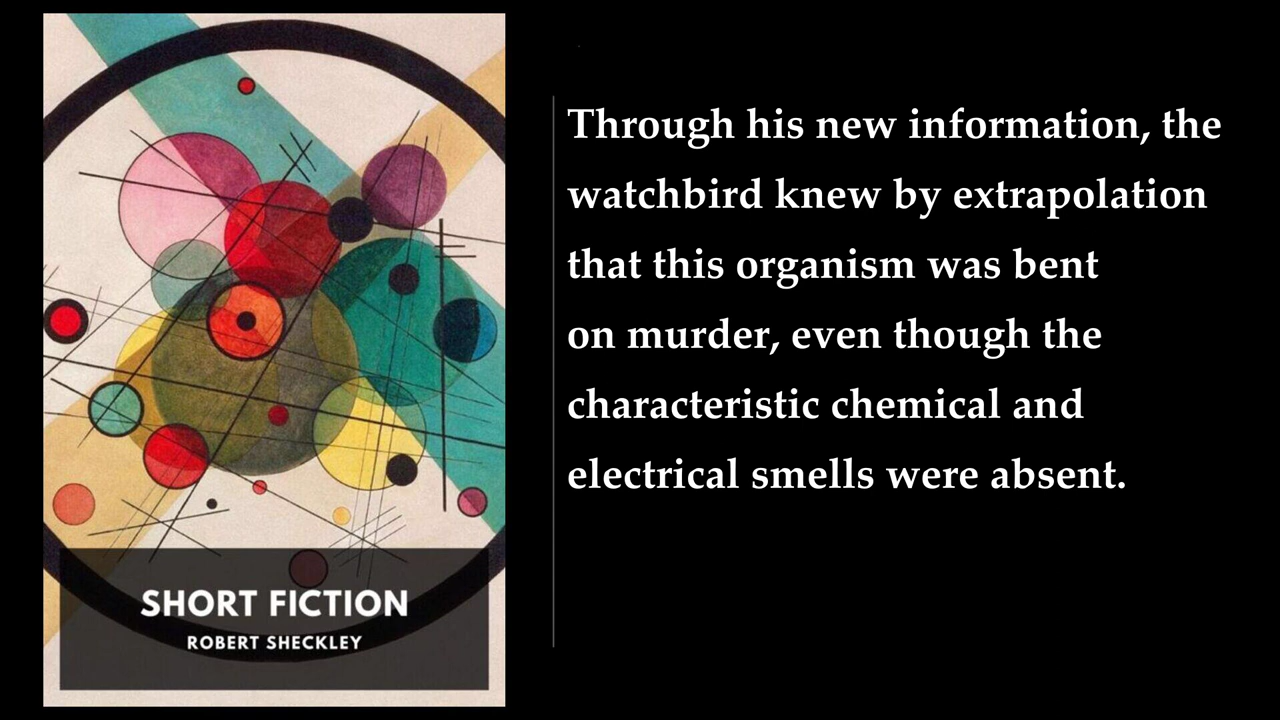 SHORT FICTION
ROBERT SHECKLEY
Through his new information, the
watchbird knew by extrapolation
that this organism was bent
on murder, even though the
characteristic chemical and
electrical smells were absent.